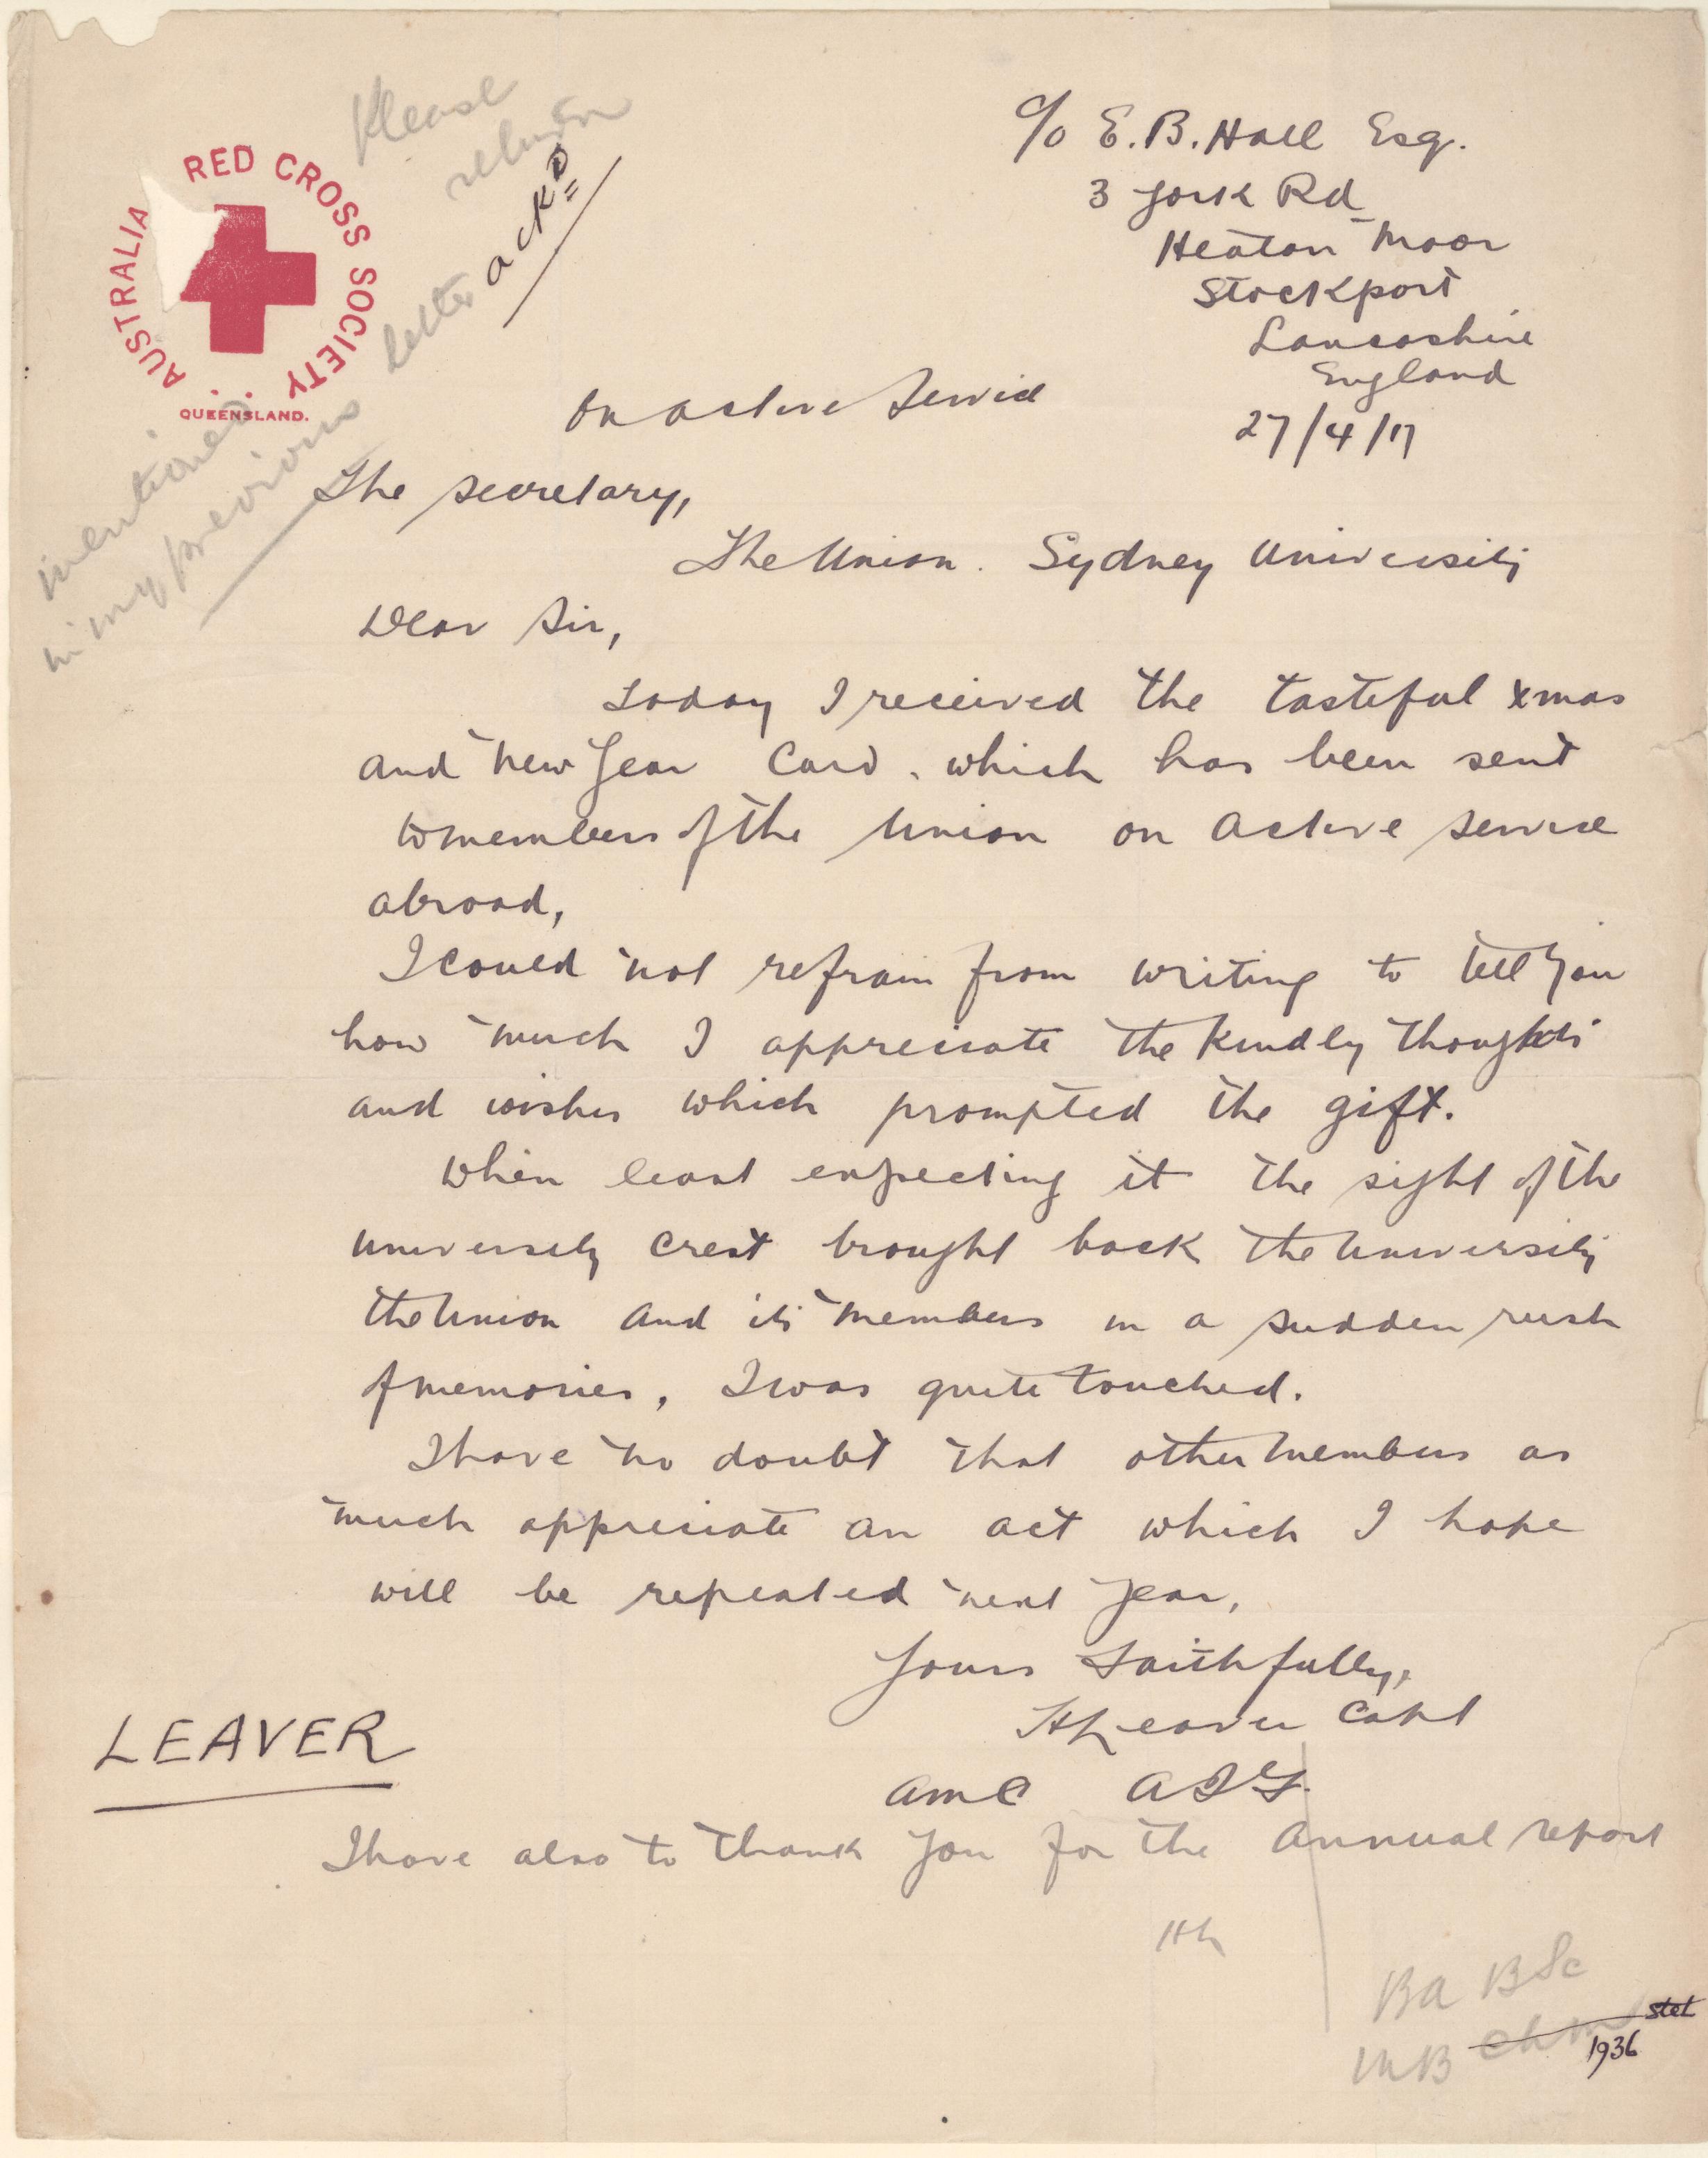 AUSTRALIA RED CROSS SOCIETY
QUEENSLAND.
Please
return
letter ackd
mentioned
in my previous
c/o E. B. Hall Esq.
3 York Rd
Heaton Moor
Stockport
Lancashire
England
27/4/17
On active Service
The Secretary,
The Union. Sydney University
Dear Sir,
Today I received the tasteful xmas
and New Year Card, which has been sent
to members of the Union on active service
abroad,
I could not refrain from writing to tell you
how much I appreciate the kindly thoughts
and wishes which prompted the gift.
When least expecting it the sight of the
University crest brought back the University
the Union and its members in a sudden rush
of memories, I was quite touched.
I have no doubt that other members as
much appreciate an act which I hope
will be repeated next year,
Yours Faithfully,
H Leaver Capt
AMC AIF
LEAVER
I have also to thank you for the annual report
HL
BA BSc
MB ChM stet
1936